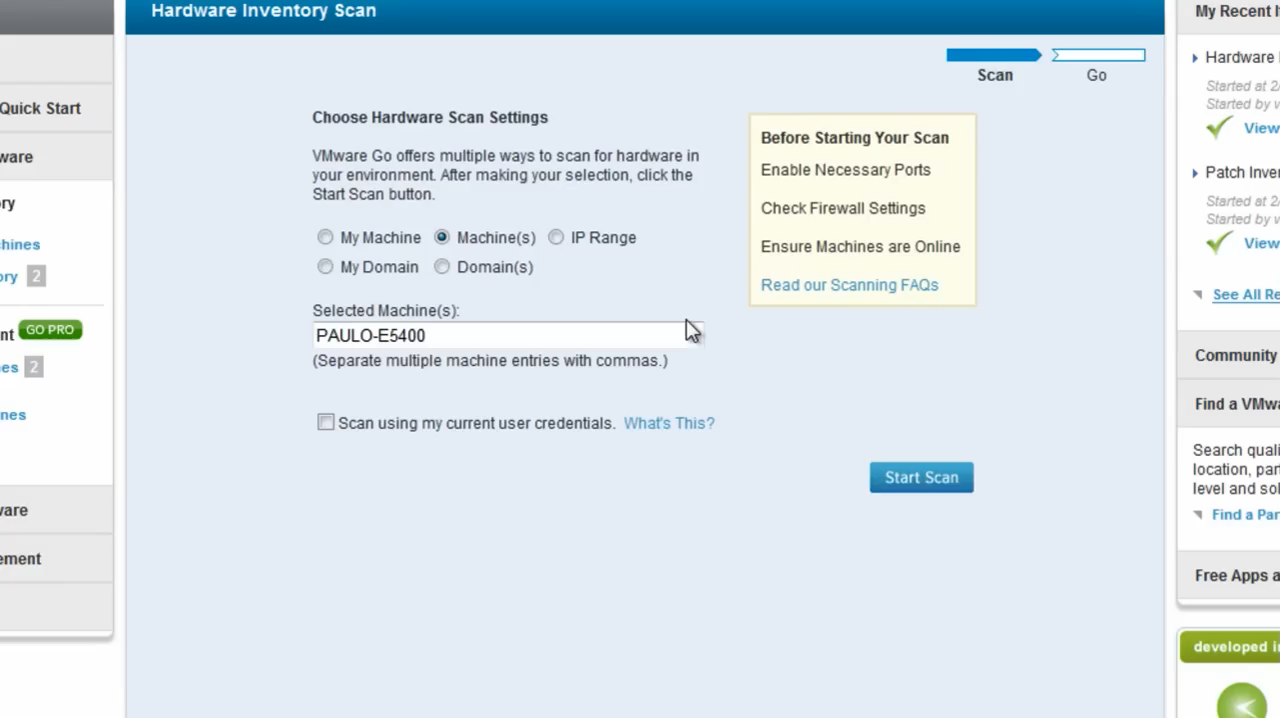 Hardware Inventory Scan
Scan
Go
Choose Hardware Scan Settings
VMware Go offers multiple ways to scan for hardware in
your environment. After making your selection, click the
Start Scan button.
My Machine
Machine(s)
IP Range
My Domain
Domain(s)
Selected Machine(s):
PAULO-E5400
(Separate multiple machine entries with commas.)
Scan using my current user credentials. What's This?
Start Scan
Before Starting Your Scan
Enable Necessary Ports
Check Firewall Settings
Ensure Machines are Online
Read our Scanning FAQs
Quick Start
ware
ry
chines
ory 2
nt GO PRO
es 2
nes
vare
ement
My Recent
Hardware
Started at 2/
Started by v
View
Patch Inve
Started at 2/
Started by v
View
See All Re
Community
Find a VMwa
Search quali
location, par
level and sol
Find a Par
Free Apps a
developed i